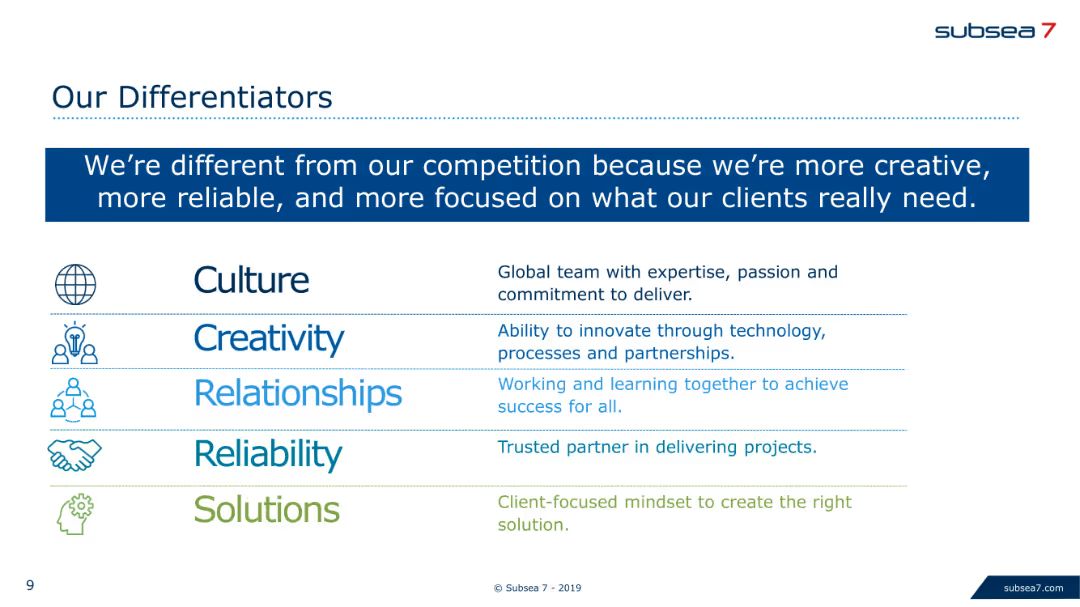 subsea 7
Our Differentiators
We’re different from our competition because we’re more creative,
more reliable, and more focused on what our clients really need.
Culture
Global team with expertise, passion and
commitment to deliver.
Creativity
Ability to innovate through technology,
processes and partnerships.
Relationships
Working and learning together to achieve
success for all.
Reliability
Trusted partner in delivering projects.
Solutions
Client-focused mindset to create the right
solution.
9
© Subsea 7 - 2019
subsea7.com